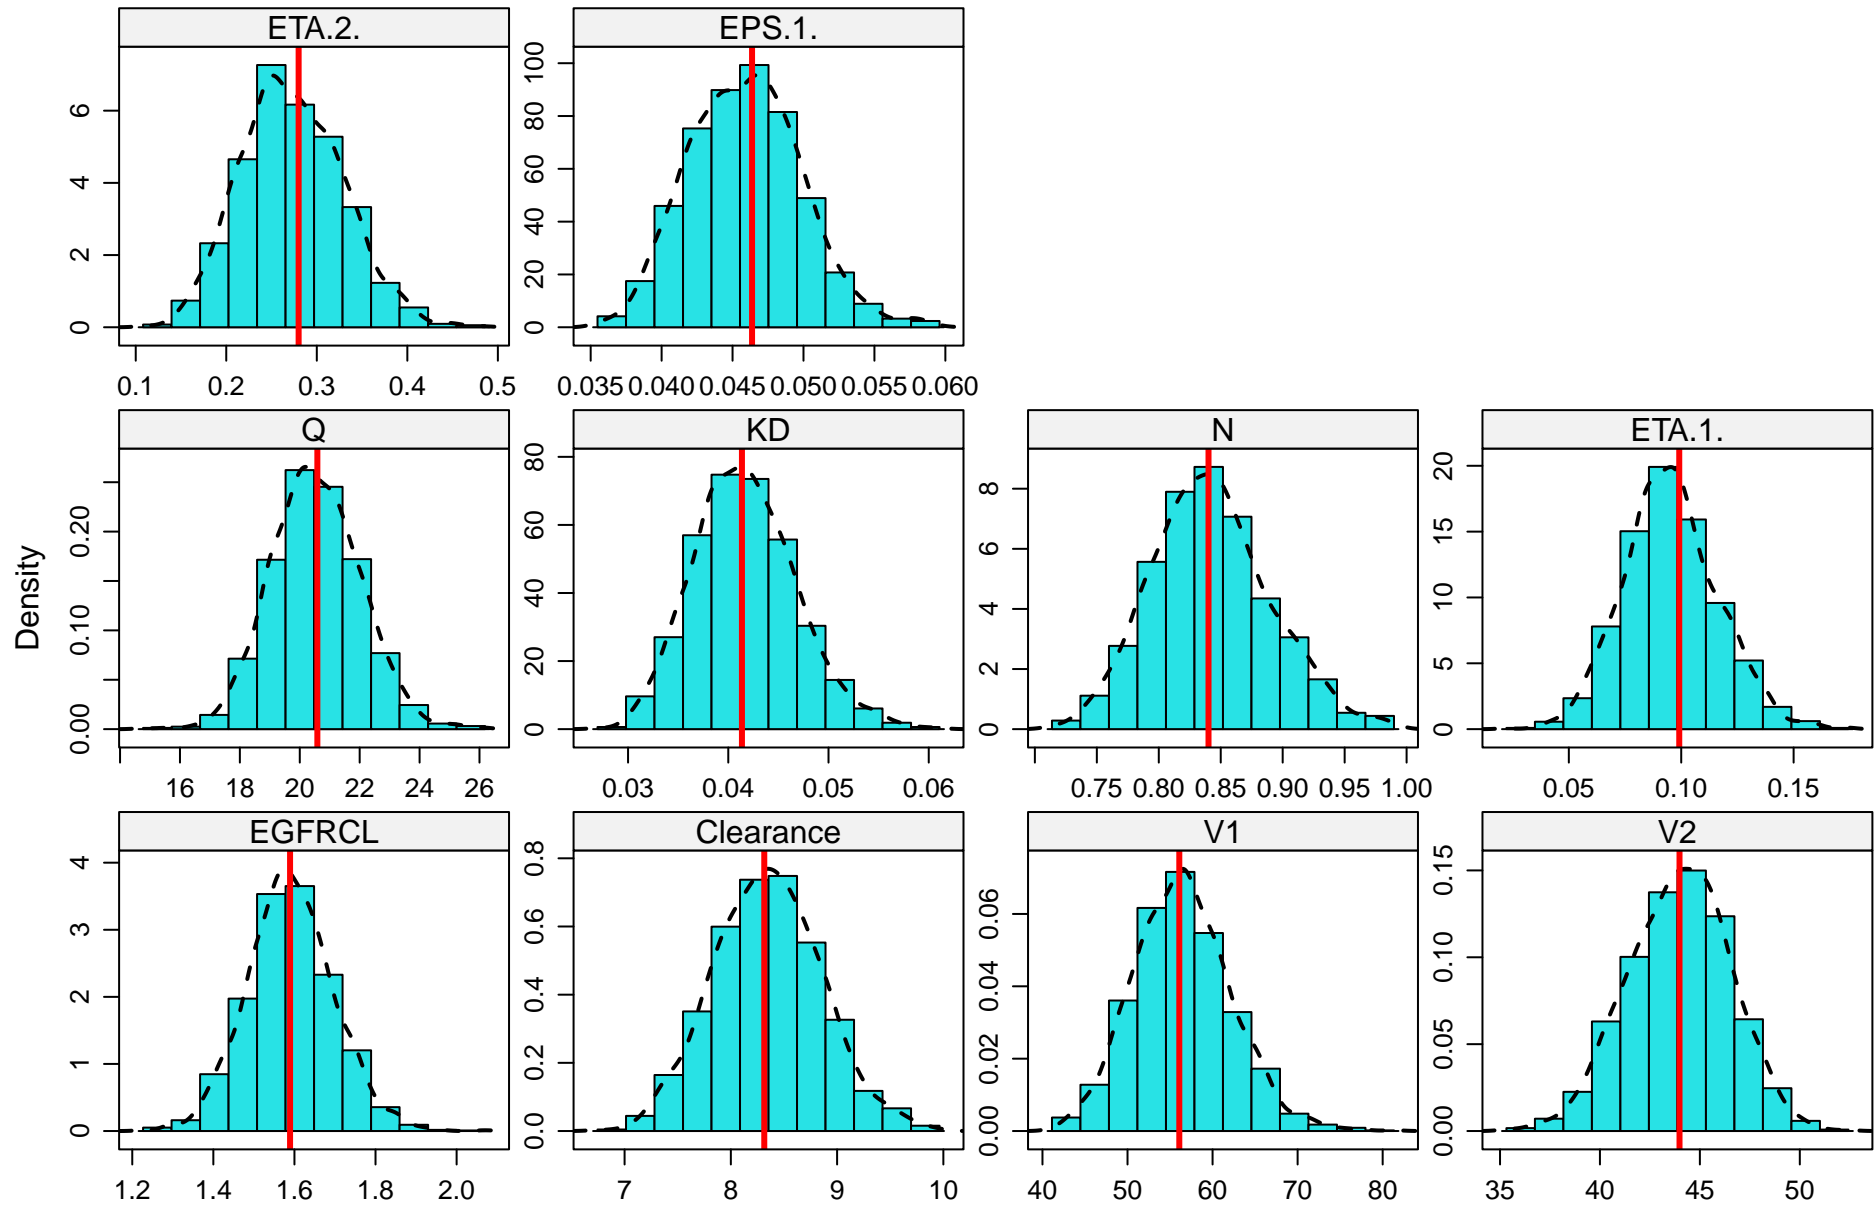 ETA.2. EPS.1.
0 2 4 6
0 20 40 60 80 100
0.1 0.2 0.3 0.4 0.5
0.035 0.040 0.045 0.050 0.055 0.060
Density
Q KD N ETA.1.
0.00 0.10 0.20
0 20 40 60 80
0 2 4 6 8
0 5 10 15 20
16 18 20 22 24 26
0.03 0.04 0.05 0.06
0.75 0.80 0.85 0.90 0.95 1.00
0.05 0.10 0.15
EGFRCL Clearance V1 V2
0 1 2 3 4
0.0 0.2 0.4 0.6 0.8
0.00 0.02 0.04 0.06
0.00 0.05 0.10 0.15
1.2 1.4 1.6 1.8 2.0
7 8 9 10
40 50 60 70 80
35 40 45 50